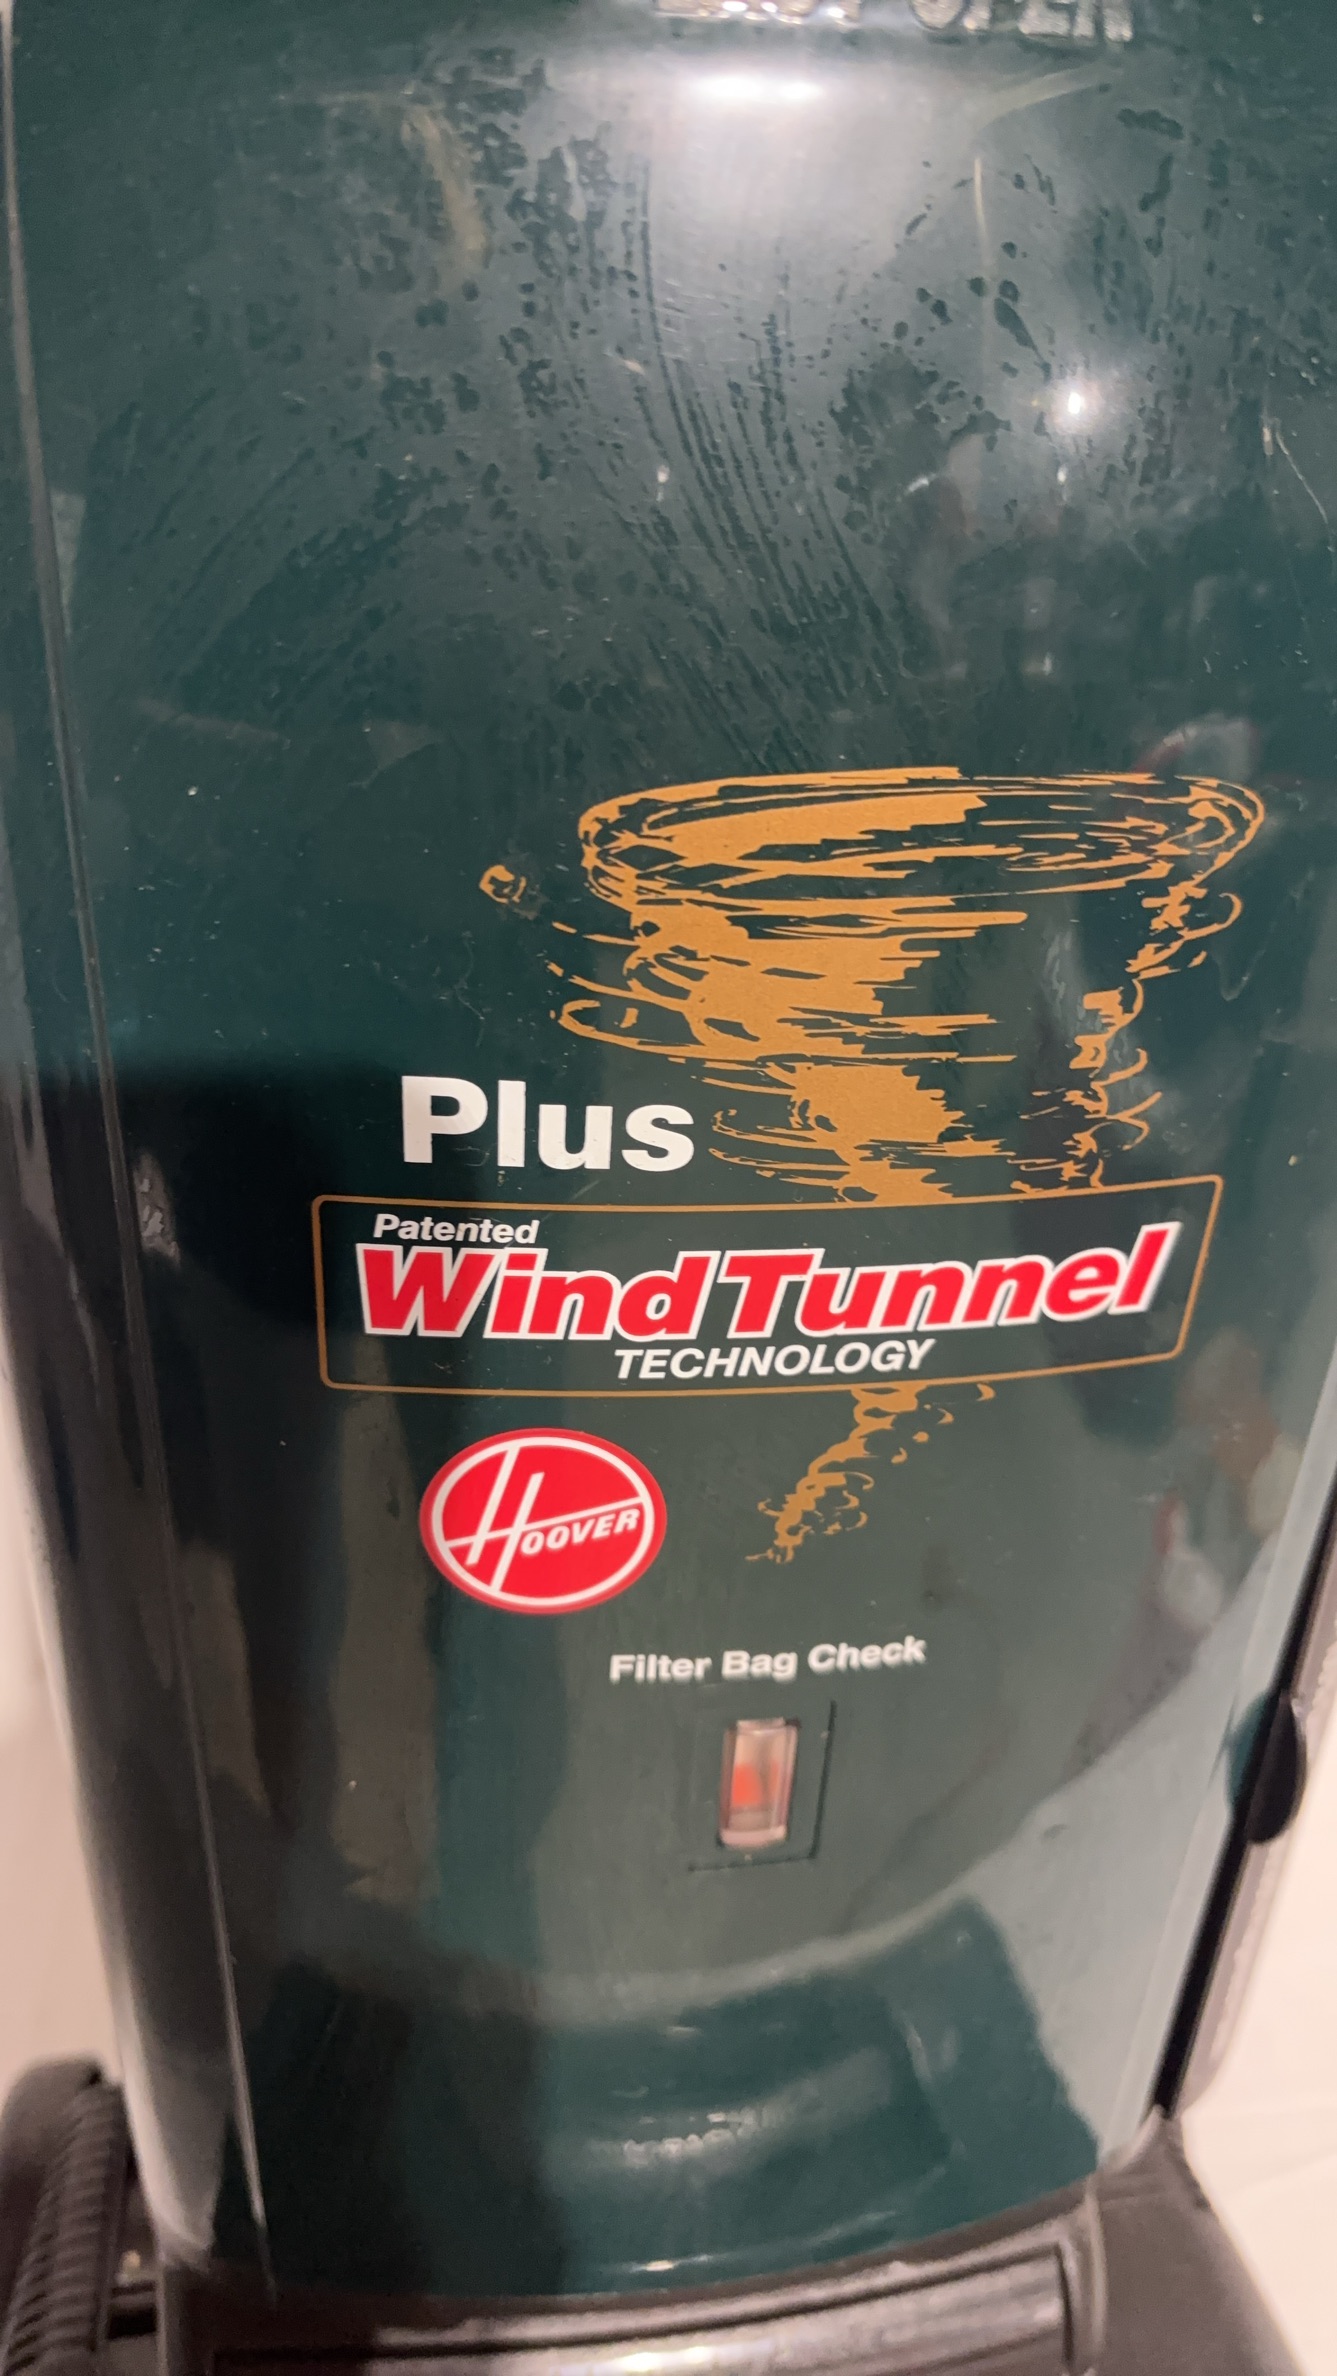 Plus
Patented
WindTunnel
TECHNOLOGY
HOOVER
Filter Bag Check